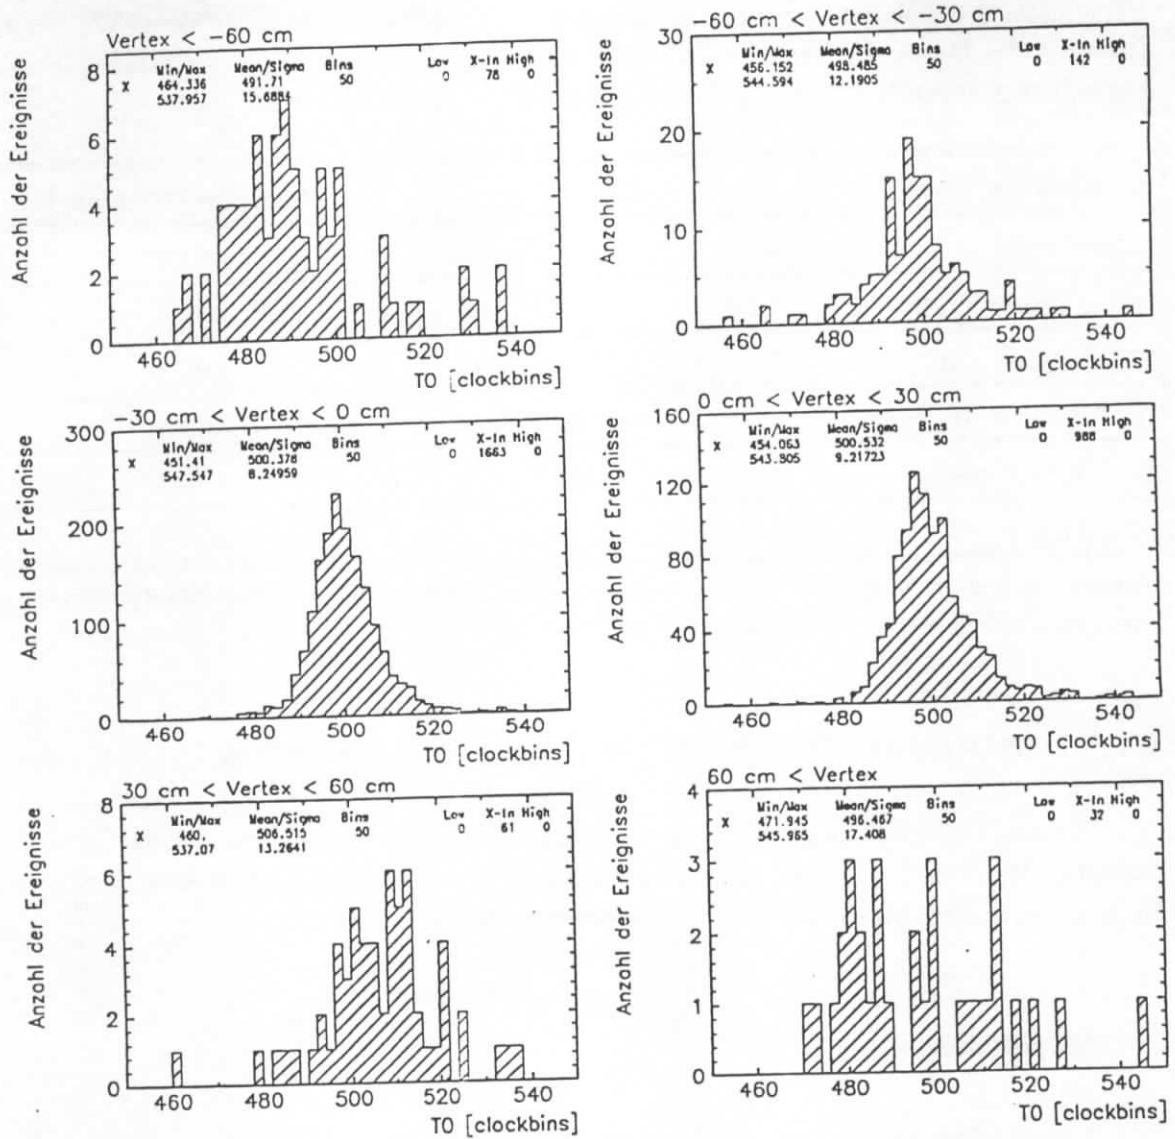 Vertex < -60 cm
Anzahl der Ereignisse
Min/Max Mean/Sigma Bins Low X-In High
X 464.336 491.71 50 0 78 0
537.957 15.6884
8
6
4
2
0
460 480 500 520 540
T0 [clockbins]
-60 cm < Vertex < -30 cm
Anzahl der Ereignisse
Min/Max Mean/Sigma Bins Low X-In High
X 456.152 498.485 50 0 142 0
544.594 12.1905
30
20
10
0
460 480 500 520 540
T0 [clockbins]
-30 cm < Vertex < 0 cm
Anzahl der Ereignisse
Min/Max Mean/Sigma Bins Low X-In High
X 451.41 500.378 50 0 1663 0
547.547 8.24959
300
200
100
0
460 480 500 520 540
T0 [clockbins]
0 cm < Vertex < 30 cm
Anzahl der Ereignisse
Min/Max Mean/Sigma Bins Low X-In High
X 454.063 500.532 50 0 988 0
543.805 9.21723
160
120
80
40
0
460 480 500 520 540
T0 [clockbins]
30 cm < Vertex < 60 cm
Anzahl der Ereignisse
Min/Max Mean/Sigma Bins Low X-In High
X 460. 506.515 50 0 61 0
537.07 13.2641
8
6
4
2
0
460 480 500 520 540
T0 [clockbins]
60 cm < Vertex
Anzahl der Ereignisse
Min/Max Mean/Sigma Bins Low X-In High
X 471.945 496.467 50 0 32 0
545.965 17.408
4
3
2
1
0
460 480 500 520 540
T0 [clockbins]